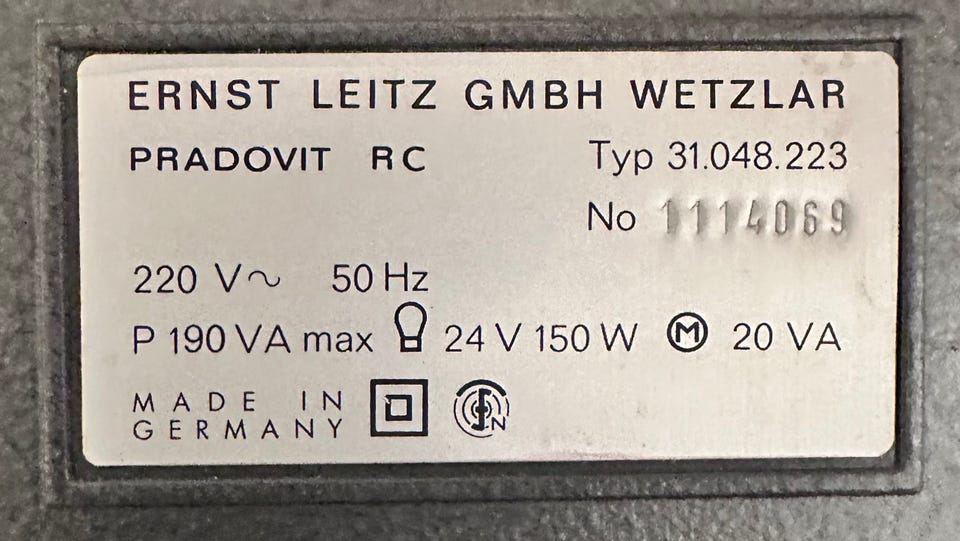 ERNST LEITZ GMBH WETZLAR
PRADOVIT RC Typ 31.048.223
No 1114069
220 V~ 50 Hz
P 190 VA max 24 V 150 W M 20 VA
MADE IN
GERMANY